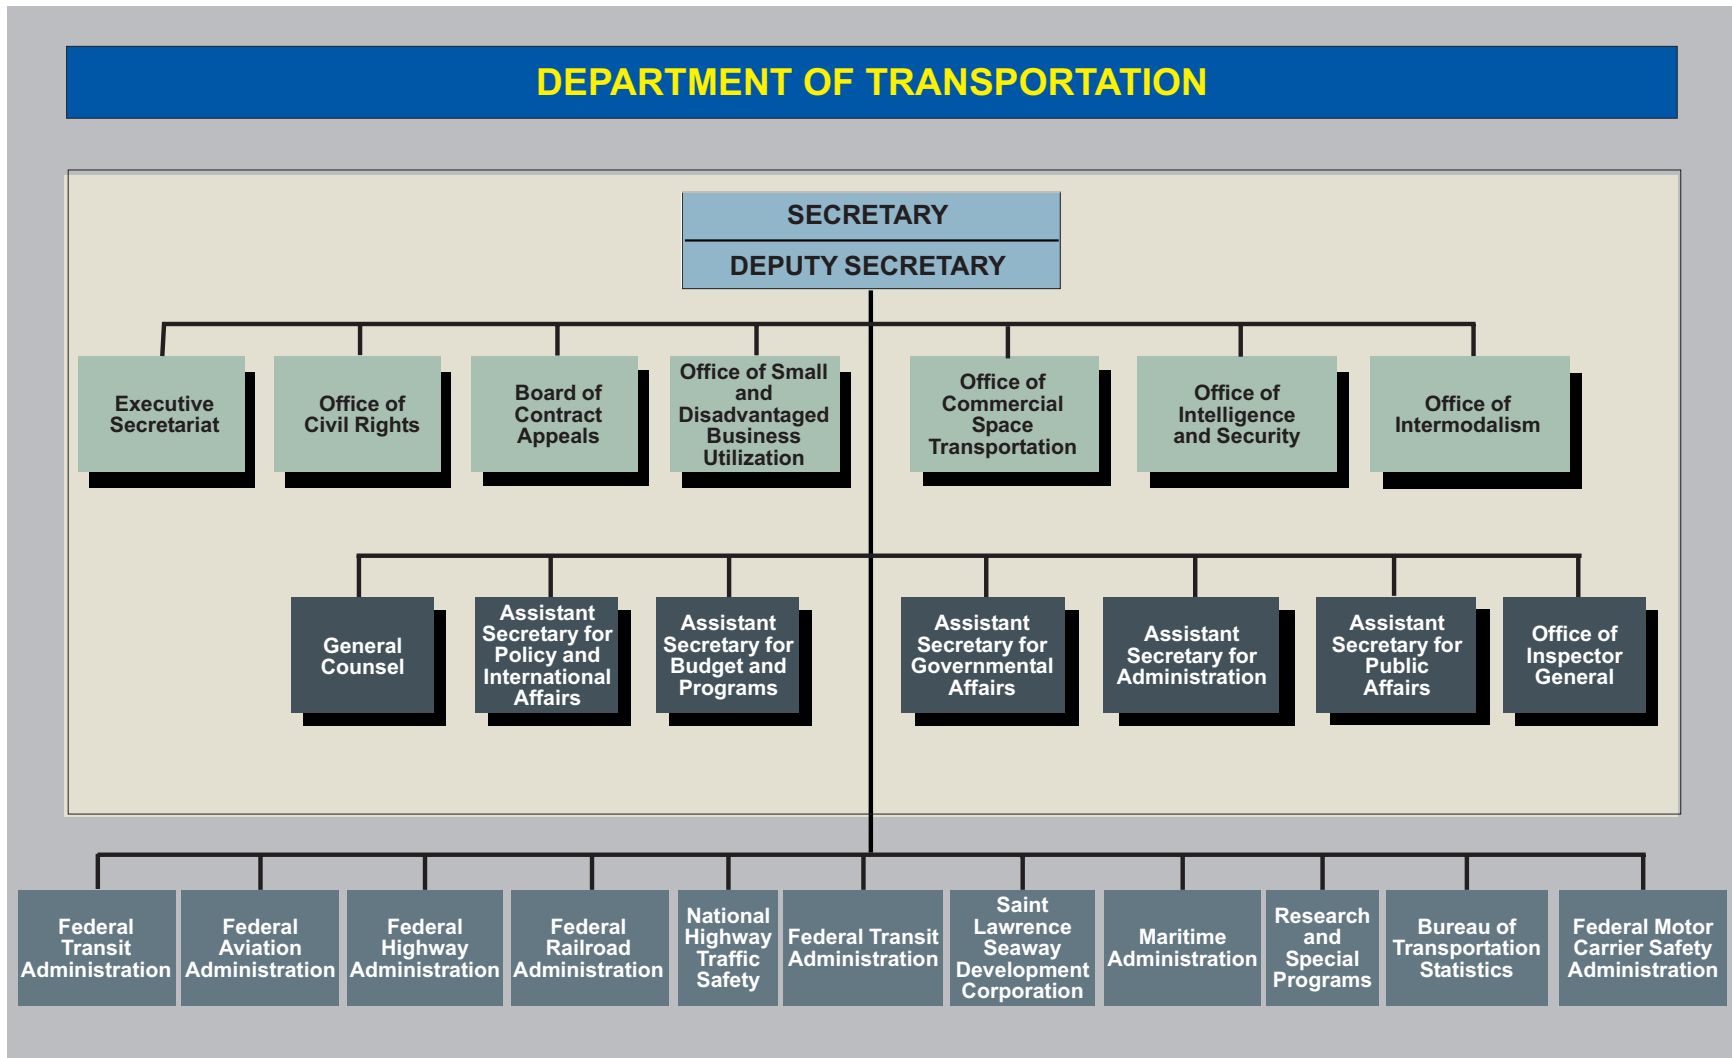 DEPARTMENT OF TRANSPORTATION
SECRETARY
DEPUTY SECRETARY
Executive
Secretariat
Office of
Civil Rights
Board of
Contract
Appeals
Office of Small
and
Disadvantaged
Business
Utilization
Office of
Commercial
Space
Transportation
Office of
Intelligence
and Security
Office of
Intermodalism
General
Counsel
Assistant
Secretary for
Policy and
International
Affairs
Assistant
Secretary for
Budget and
Programs
Assistant
Secretary for
Governmental
Affairs
Assistant
Secretary for
Administration
Assistant
Secretary for
Public
Affairs
Office of
Inspector
General
Federal
Transit
Administration
Federal
Aviation
Administration
Federal
Highway
Administration
Federal
Railroad
Administration
National
Highway
Traffic
Safety
Federal Transit
Administration
Saint
Lawrence
Seaway
Development
Corporation
Maritime
Administration
Research
and
Special
Programs
Bureau of
Transportation
Statistics
Federal Motor
Carrier Safety
Administration